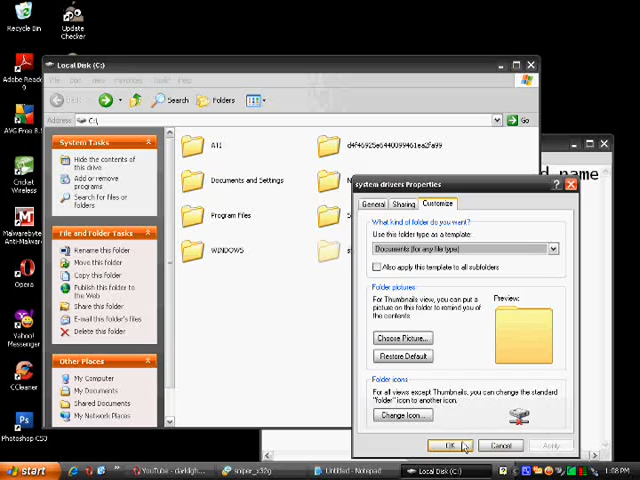 Recycle Bin
Update
Checker
Adobe Reader
9
AVG Free 8.5
Cricket
Wireless
Malwarebytes'
Anti-Malware
Opera
Yahoo!
Messenger
CCleaner
Photoshop CS3
Local Disk (C:)
Back
Search
Folders
Address
C:\
Go
System Tasks
Hide the contents of
this drive
Add or remove
programs
Search for files or
folders
File and Folder Tasks
Rename this folder
Move this folder
Copy this folder
Publish this folder to
the Web
Share this folder
E-mail this folder's files
Delete this folder
Other Places
My Computer
My Documents
Shared Documents
My Network Places
ATI
Documents and Settings
Program Files
WINDOWS
d name
system drivers Properties
General
Sharing
Customize
What kind of folder do you want?
Use this folder type as a template:
Documents (for any file type)
Also apply this template to all subfolders
Folder pictures
For Thumbnails view, you can put a
picture on this folder to remind you of
the contents.
Preview:
Choose Picture...
Restore Default
Folder icons
For all views except Thumbnails, you can change the standard
"folder" icon to another icon.
Change Icon...
OK
Cancel
Apply
start
YouTube - darkligh...
sniper_x32g
Untitled - Notepad
Local Disk (C:)
1:08 PM